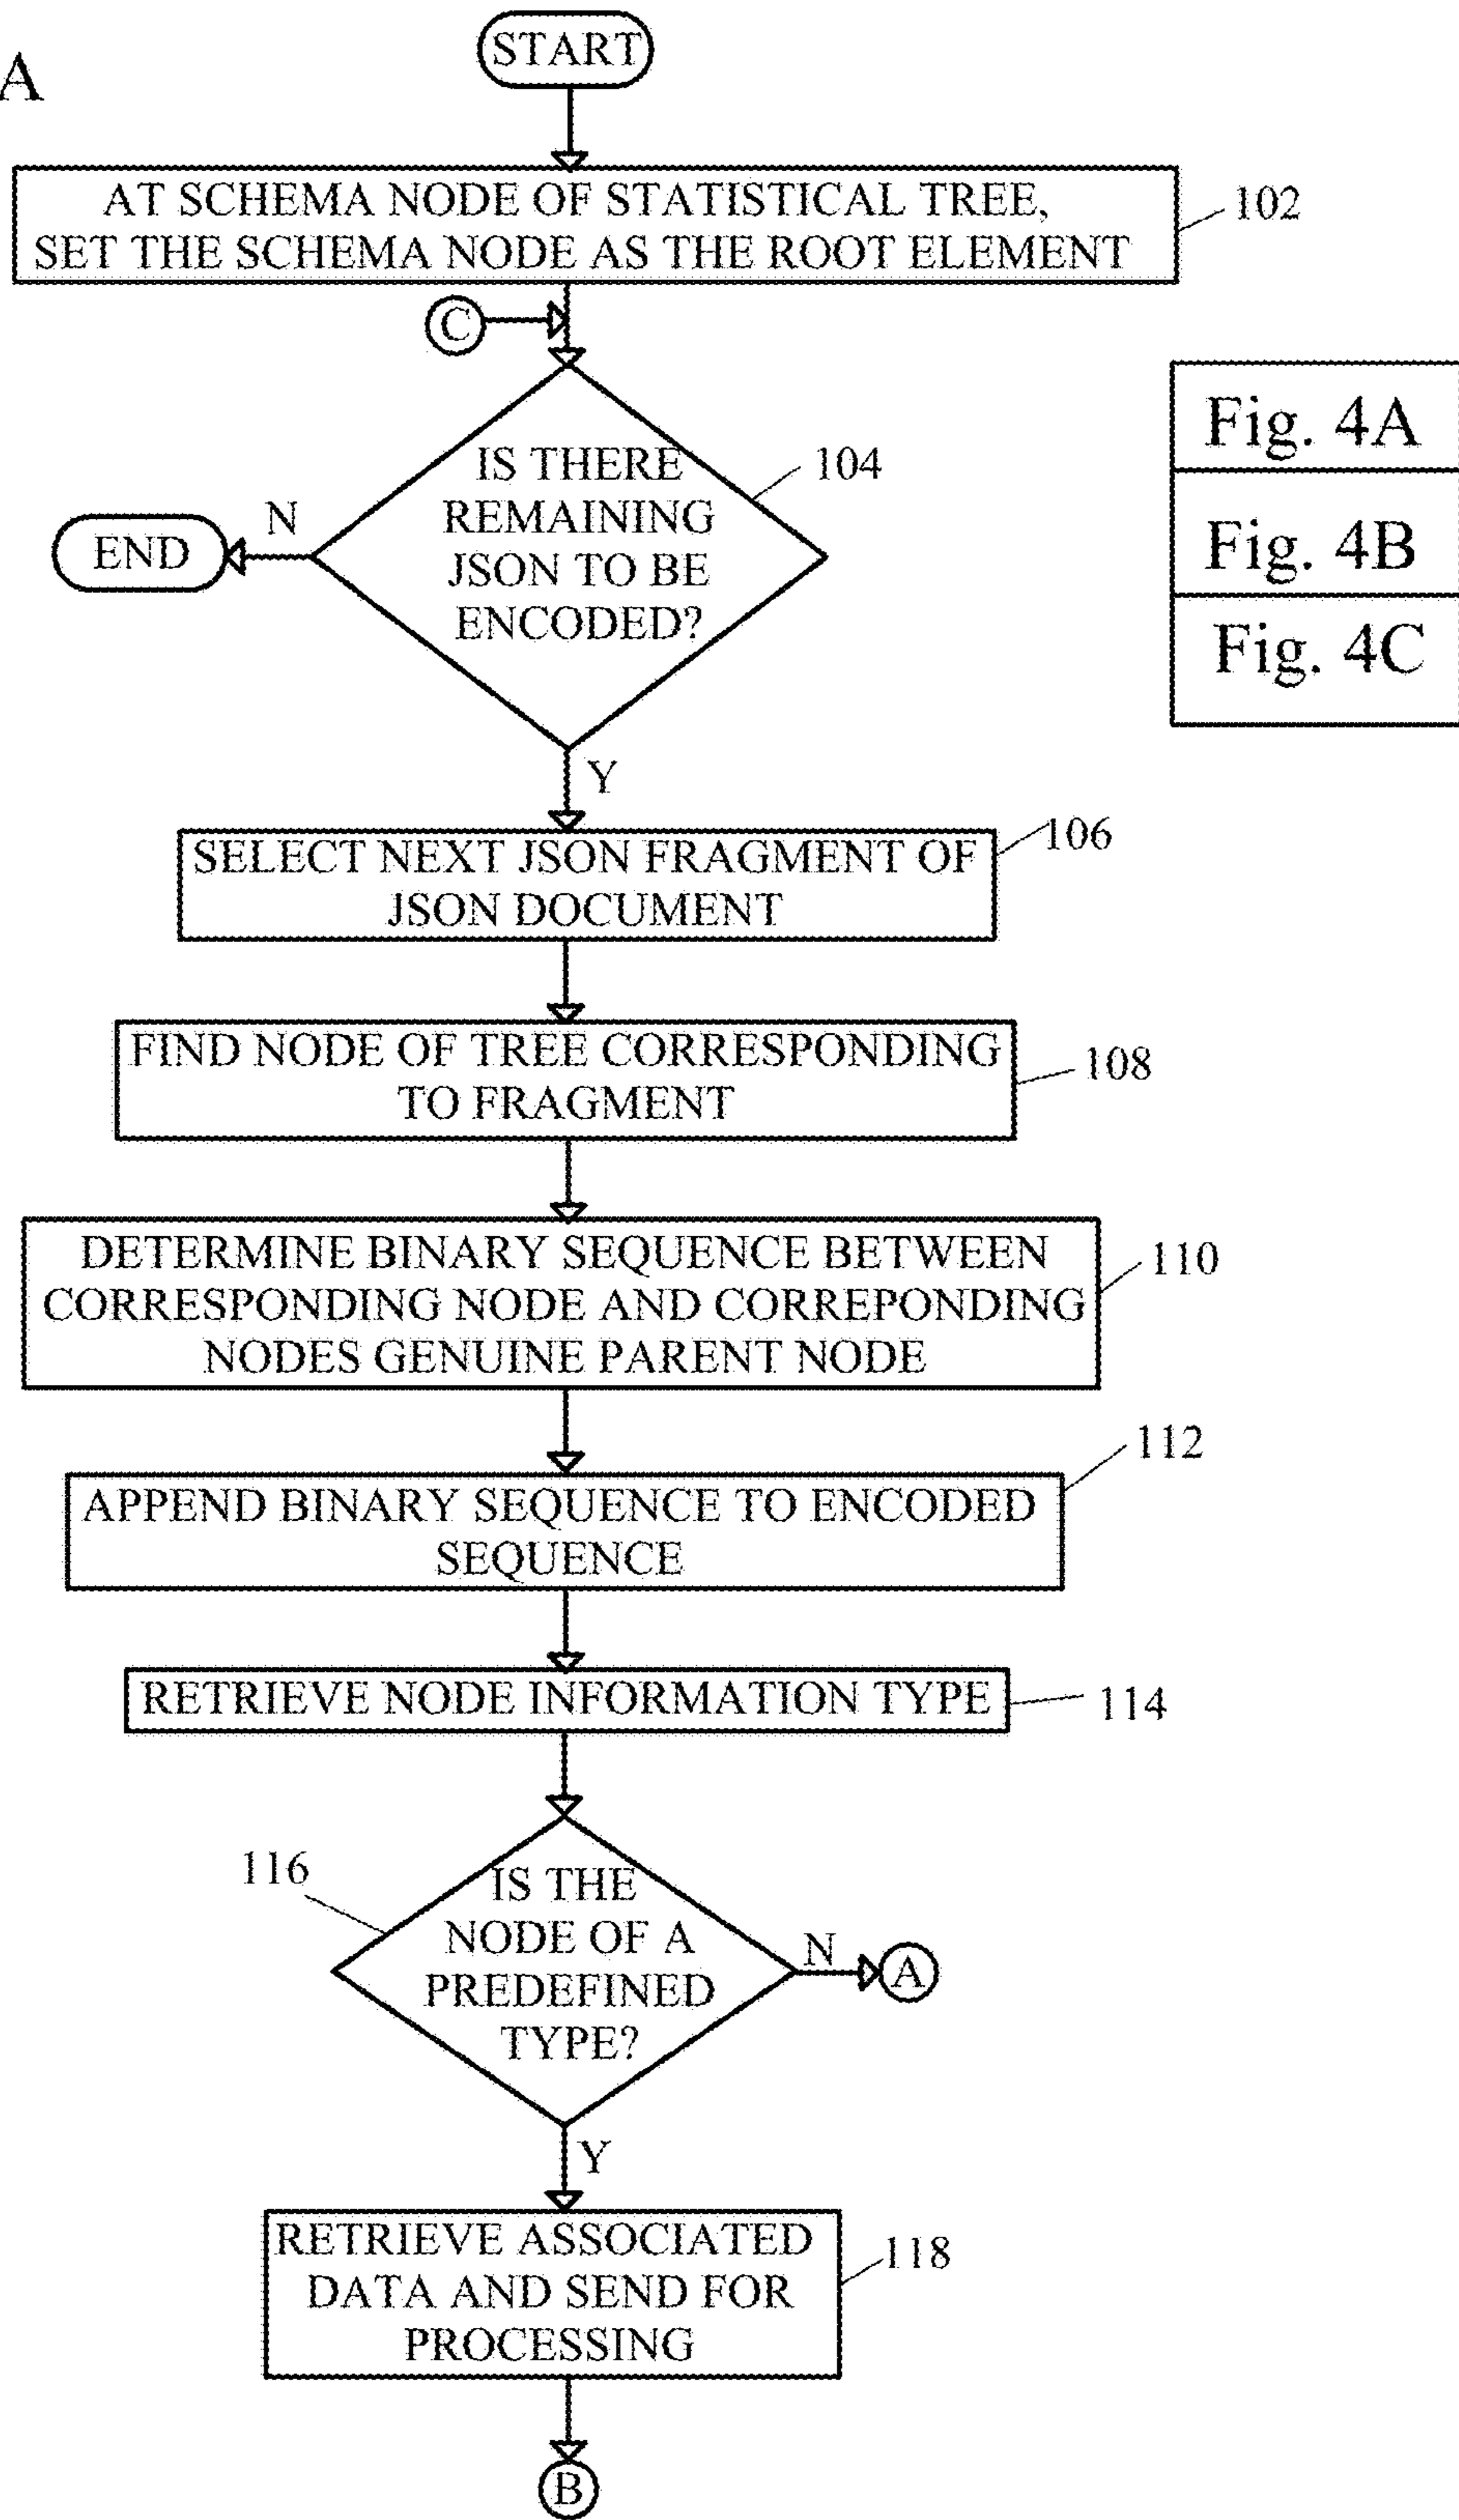 A
START
AT SCHEMA NODE OF STATISTICAL TREE,
SET THE SCHEMA NODE AS THE ROOT ELEMENT
102
C
IS THERE
REMAINING
JSON TO BE
ENCODED?
104
N
END
Fig. 4A
Fig. 4B
Fig. 4C
Y
SELECT NEXT JSON FRAGMENT OF
JSON DOCUMENT
106
FIND NODE OF TREE CORRESPONDING
TO FRAGMENT
108
DETERMINE BINARY SEQUENCE BETWEEN
CORRESPONDING NODE AND CORREPONDING
NODES GENUINE PARENT NODE
110
112
APPEND BINARY SEQUENCE TO ENCODED
SEQUENCE
RETRIEVE NODE INFORMATION TYPE
114
116
IS THE
NODE OF A
PREDEFINED
TYPE?
N
A
Y
RETRIEVE ASSOCIATED
DATA AND SEND FOR
PROCESSING
118
B